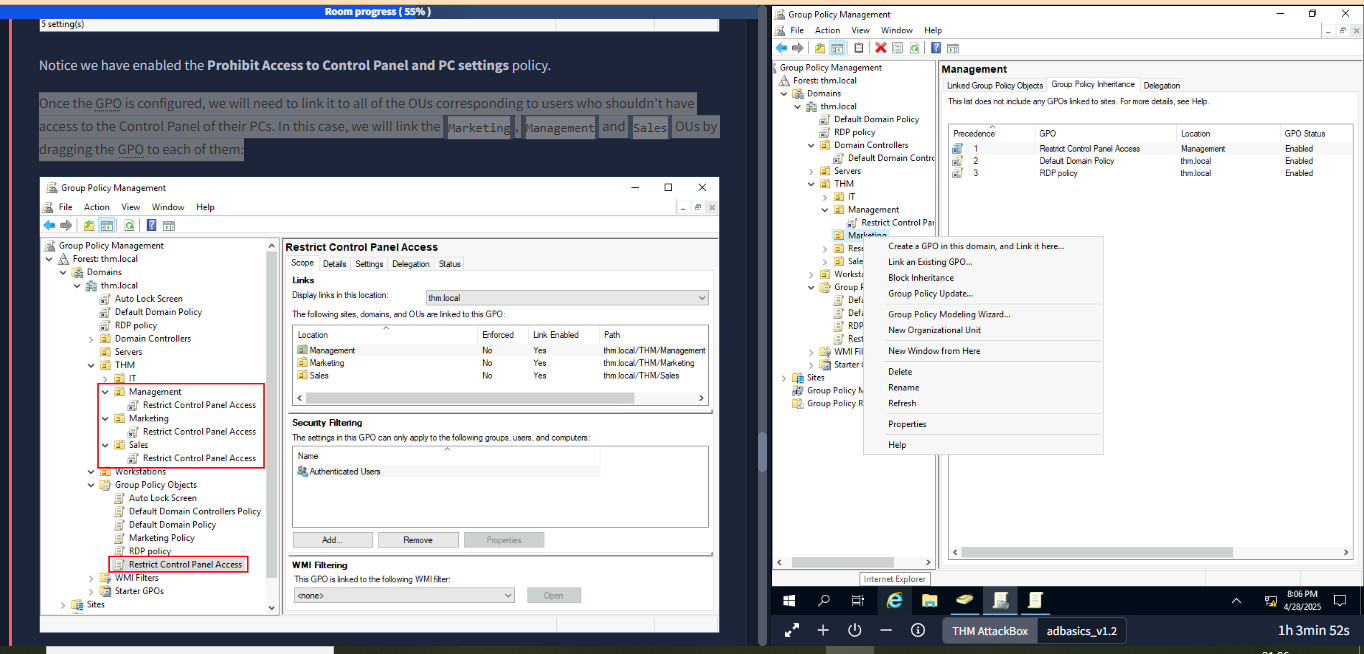 Room progress ( 55% )
5 setting(s)
Notice we have enabled the Prohibit Access to Control Panel and PC settings policy.
Once the GPO is configured, we will need to link it to all of the OUs corresponding to users who shouldn't have
access to the Control Panel of their PCs. In this case, we will link the Marketing, Management and Sales OUs by
dragging the GPO to each of them:
Group Policy Management
File Action View Window Help
Group Policy Management
Forest: thm.local
Domains
thm.local
Auto Lock Screen
Default Domain Policy
RDP policy
Domain Controllers
Servers
THM
IT
Management
Restrict Control Panel Access
Marketing
Restrict Control Panel Access
Sales
Restrict Control Panel Access
Workstations
Group Policy Objects
Auto Lock Screen
Default Domain Controllers Policy
Default Domain Policy
Marketing Policy
RDP policy
Restrict Control Panel Access
WMI Filters
Starter GPOs
Sites
Restrict Control Panel Access
Scope Details Settings Delegation Status
Links
Display links in this location: thm.local
The following sites, domains, and OUs are linked to this GPO:
Location Enforced Link Enabled Path
Management No Yes thm.local/THM/Management
Marketing No Yes thm.local/THM/Marketing
Sales No Yes thm.local/THM/Sales
Security Filtering
The settings in this GPO can only apply to the following groups, users, and computers:
Name
Authenticated Users
Add... Remove Properties
WMI Filtering
This GPO is linked to the following WMI filter:
<none> Open
Group Policy Management
File Action View Window Help
Group Policy Management
Forest: thm.local
Domains
thm.local
Default Domain Policy
RDP policy
Domain Controllers
Default Domain Contrc
Servers
THM
IT
Management
Restrict Control Par
Marketing
Res
Sale
Workst
Group P
Defa
Defa
RDP
Rest
WMI Fil
Starter G
Sites
Group Policy M
Group Policy R
Create a GPO in this domain, and Link it here...
Link an Existing GPO...
Block Inheritance
Group Policy Update...
Group Policy Modeling Wizard...
New Organizational Unit
New Window from Here
Delete
Rename
Refresh
Properties
Help
Management
Linked Group Policy Objects Group Policy Inheritance Delegation
This list does not include any GPOs linked to sites. For more details, see Help.
Precedence GPO Location GPO Status
1 Restrict Control Panel Access Management Enabled
2 Default Domain Policy thm.local Enabled
3 RDP policy thm.local Enabled
Internet Explorer
8:06 PM
4/28/2025
THM AttackBox adbasics_v1.2 1h 3min 52s